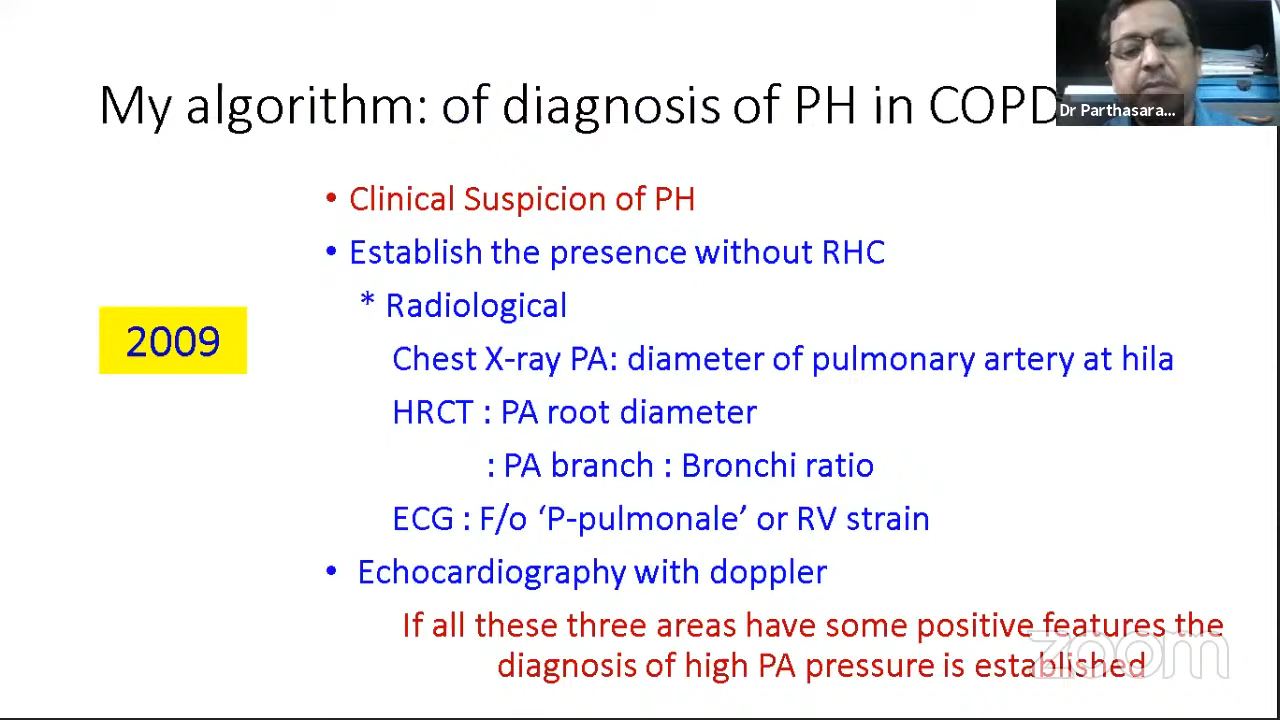 My algorithm: of diagnosis of PH in COPD
Dr Parthasara...
• Clinical Suspicion of PH
• Establish the presence without RHC
* Radiological
2009
Chest X-ray PA: diameter of pulmonary artery at hila
HRCT : PA root diameter
: PA branch : Bronchi ratio
ECG : F/o ‘P-pulmonale’ or RV strain
• Echocardiography with doppler
If all these three areas have some positive features the
diagnosis of high PA pressure is established
zoom